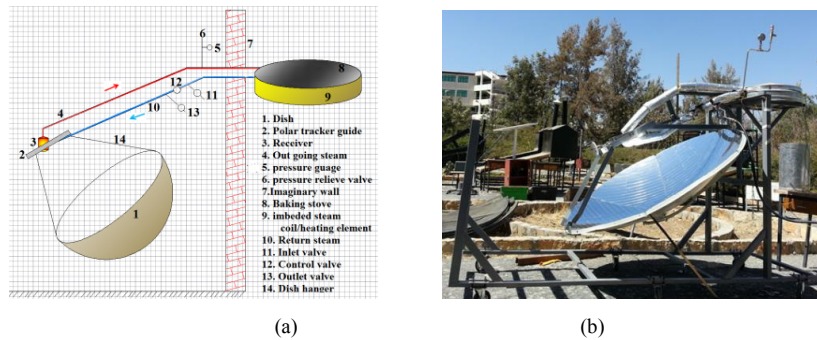 6
5
7
8
12
9
11
4
10
13
3
14
2
1
1. Dish
2. Polar tracker guide
3. Receiver
4. Out going steam
5. pressure guage
6. pressure relieve valve
7.Imaginary wall
8. Baking stove
9. imbeded steam
coil/heating element
10. Return steam
11. Inlet valve
12. Control valve
13. Outlet valve
14. Dish hanger
(a)
(b)